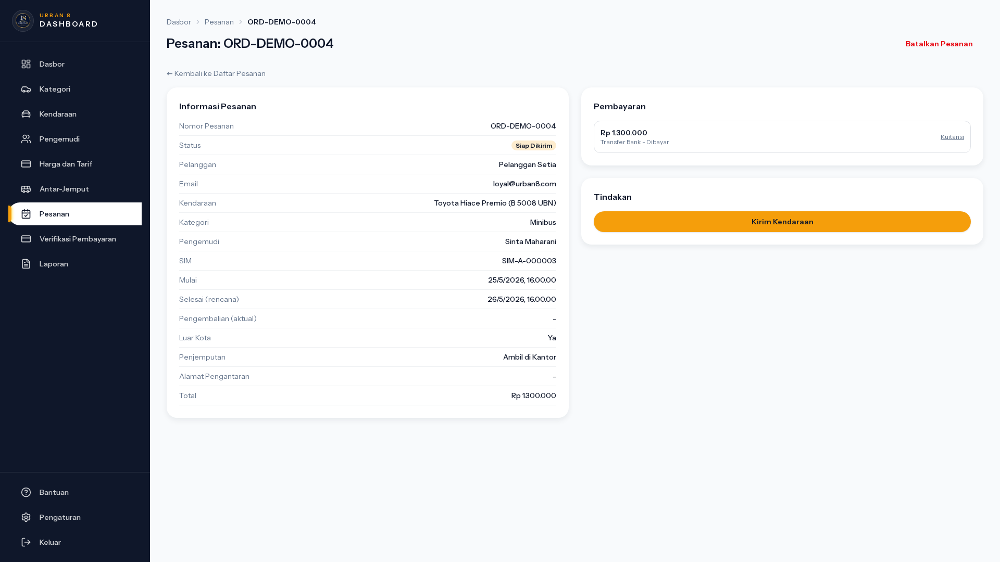 URBAN 8
DASHBOARD
Dasbor
Kategori
Kendaraan
Pengemudi
Harga dan Tarif
Antar-Jemput
Pesanan
Verifikasi Pembayaran
Laporan
Bantuan
Pengaturan
Keluar
Dasbor > Pesanan > ORD-DEMO-0004
Pesanan: ORD-DEMO-0004
Batalkan Pesanan
← Kembali ke Daftar Pesanan
Informasi Pesanan
Nomor Pesanan ORD-DEMO-0004
Status Siap Dikirim
Pelanggan Pelanggan Setia
Email loyal@urban8.com
Kendaraan Toyota Hiace Premio (B 5008 UBN)
Kategori Minibus
Pengemudi Sinta Maharani
SIM SIM-A-000003
Mulai 25/5/2026, 16.00.00
Selesai (rencana) 26/5/2026, 16.00.00
Pengembalian (aktual) -
Luar Kota Ya
Penjemputan Ambil di Kantor
Alamat Pengantaran -
Total Rp 1.300.000
Pembayaran
Rp 1.300.000
Transfer Bank - Dibayar
Kuitansi
Tindakan
Kirim Kendaraan